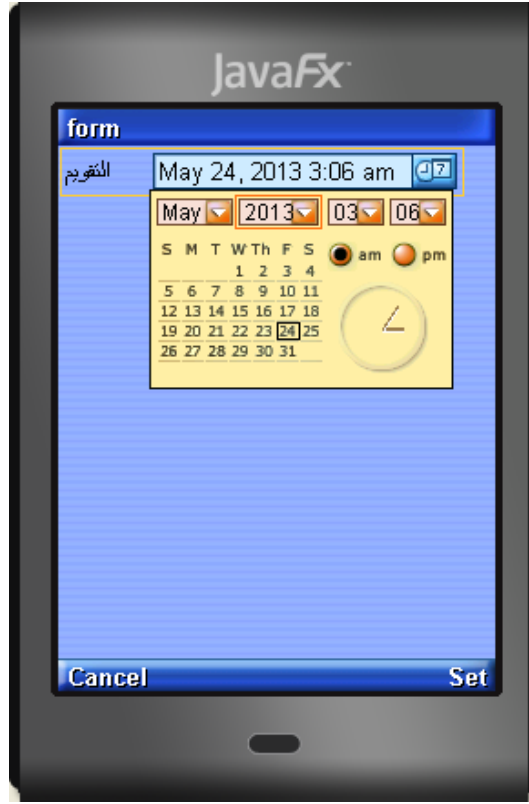 JavaFx
form
التقويم
May 24, 2013 3:06 am
7
May 2013 03 06
S M T W Th F S
am pm
1 2 3 4
5 6 7 8 9 10 11
12 13 14 15 16 17 18
19 20 21 22 23 24 25
26 27 28 29 30 31
Cancel
Set